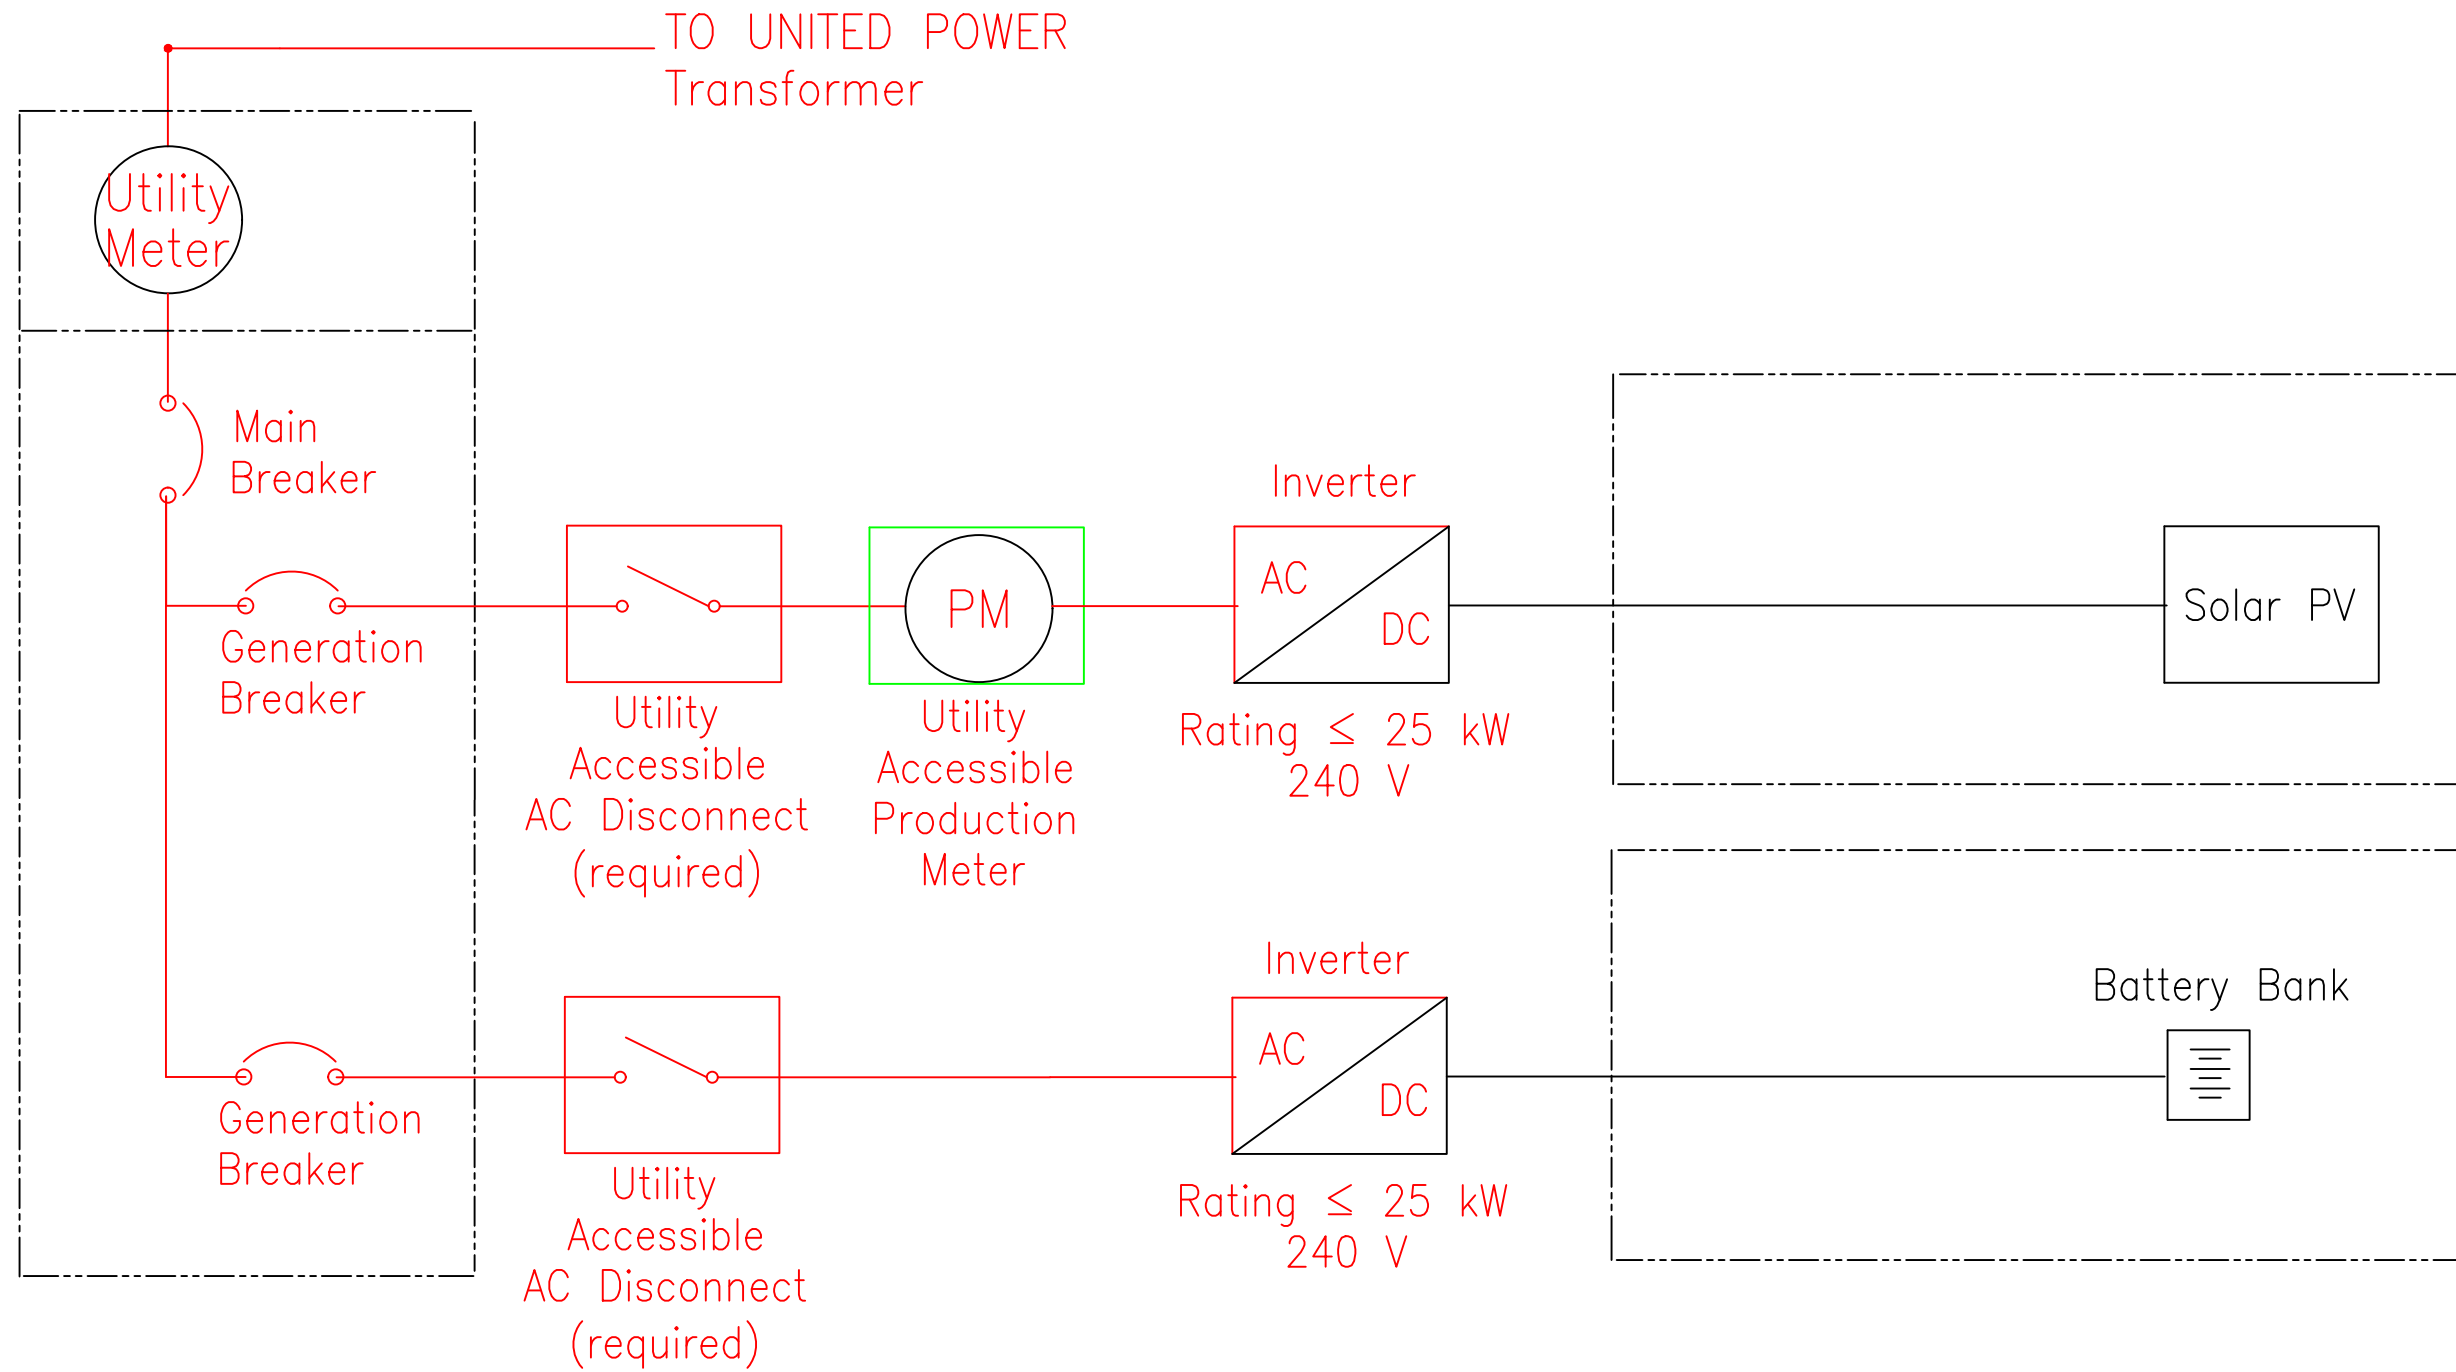 TO UNITED POWER
Transformer
Utility
Meter
Main
Breaker
Generation
Breaker
Utility
Accessible
AC Disconnect
(required)
PM
Utility
Accessible
Production
Meter
Inverter
AC
DC
Rating ≤ 25 kW
240 V
Solar PV
Generation
Breaker
Utility
Accessible
AC Disconnect
(required)
Inverter
AC
DC
Rating ≤ 25 kW
240 V
Battery Bank